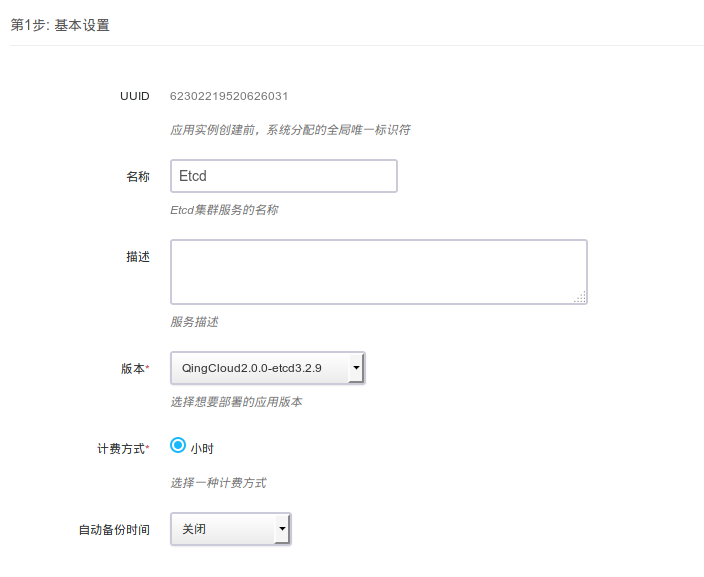 第1步: 基本设置
UUID 62302219520626031
应用实例创建前，系统分配的全局唯一标识符
名称 Etcd
Etcd集群服务的名称
描述
服务描述
版本* QingCloud2.0.0-etcd3.2.9
选择想要部署的应用版本
计费方式* 小时
选择一种计费方式
自动备份时间 关闭